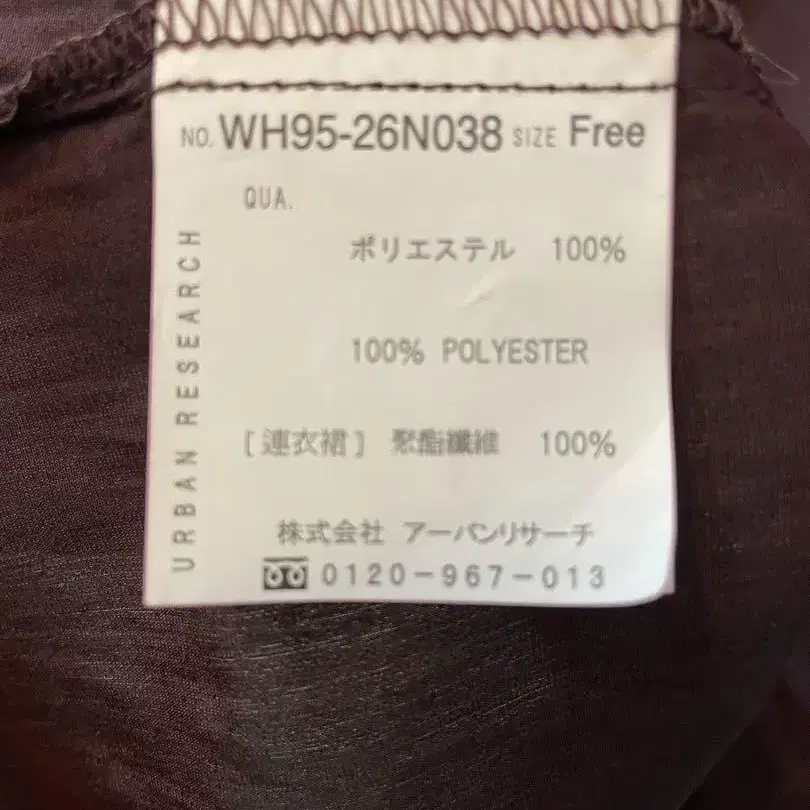 NO. WH95-26N038 SIZE Free
QUA.
ポリエステル 100%
100% POLYESTER
[連衣裙] 聚酯纖維 100%
株式会社 アーバンリサーチ
0120-967-013
URBAN RESEARCH